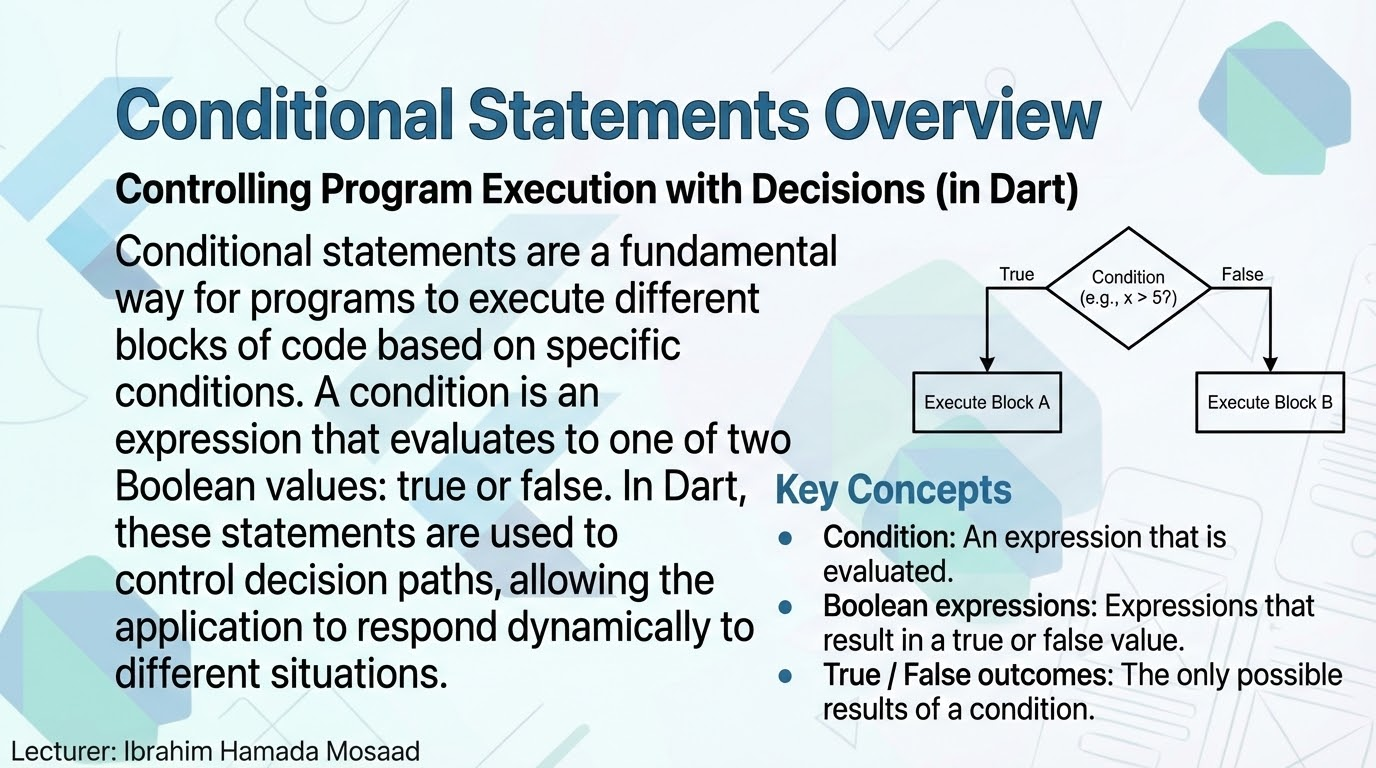 Conditional Statements Overview
Controlling Program Execution with Decisions (in Dart)
Conditional statements are a fundamental
way for programs to execute different
blocks of code based on specific
conditions. A condition is an
expression that evaluates to one of two
Boolean values: true or false. In Dart,
these statements are used to
control decision paths, allowing the
application to respond dynamically to
different situations.
True
Condition
(e.g., x > 5?)
False
Execute Block A
Execute Block B
Key Concepts
• Condition: An expression that is
evaluated.
• Boolean expressions: Expressions that
result in a true or false value.
• True / False outcomes: The only possible
results of a condition.
Lecturer: Ibrahim Hamada Mosaad